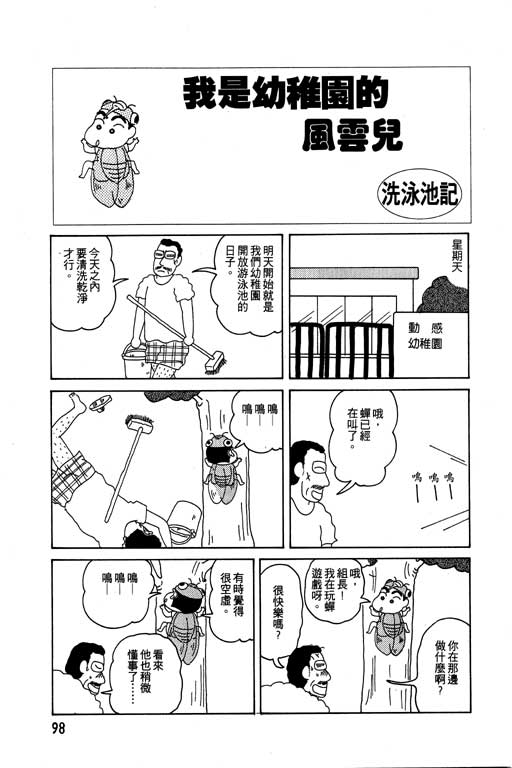 我是幼稚園的
風雲兒
洗泳池記
星期天
動感
幼稚園
明天開始就是
我們幼稚園
開放游泳池的
日子。
今天之內
要清洗乾淨
才行。
哦，
蟬已經
在叫了。
嗚｜
嗚｜
嗚｜
嗚｜
嗚｜
嗚｜
你在那邊
做什麼啊?
哦，
組長!
我在玩蟬
遊戲呀。
很快樂嗎?
有時覺得
很空虛。
嗚｜
嗚｜
嗚｜
看來
他也稍微
懂事了……
98